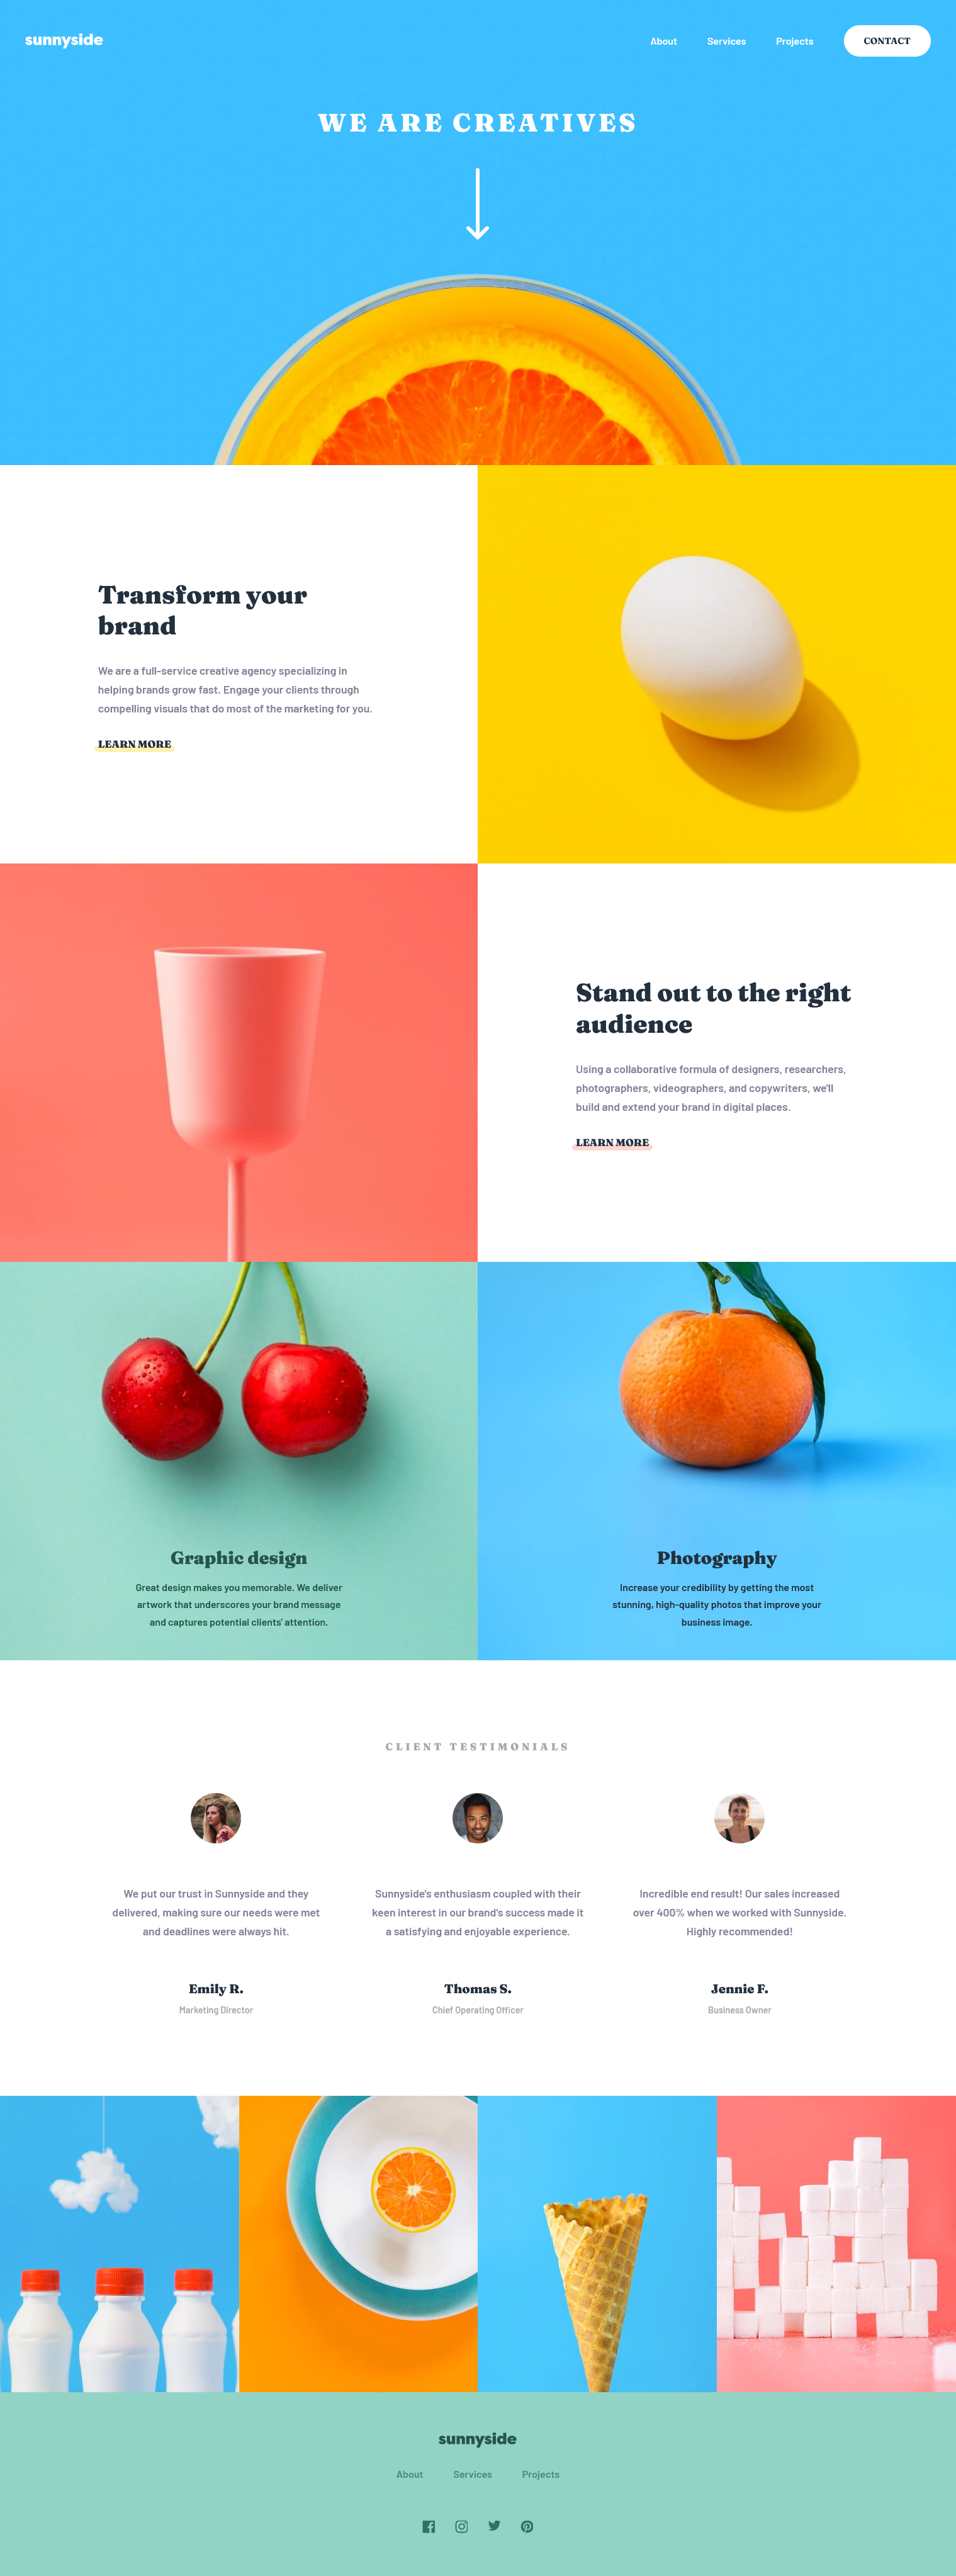 sunnyside
About Services Projects CONTACT
WE ARE CREATIVES
Transform your
brand
We are a full-service creative agency specializing in
helping brands grow fast. Engage your clients through
compelling visuals that do most of the marketing for you.
LEARN MORE
Stand out to the right
audience
Using a collaborative formula of designers, researchers,
photographers, videographers, and copywriters, we'll
build and extend your brand in digital places.
LEARN MORE
Graphic design
Great design makes you memorable. We deliver
artwork that underscores your brand message
and captures potential clients' attention.
Photography
Increase your credibility by getting the most
stunning, high-quality photos that improve your
business image.
CLIENT TESTIMONIALS
We put our trust in Sunnyside and they
delivered, making sure our needs were met
and deadlines were always hit.
Emily R.
Marketing Director
Sunnyside's enthusiasm coupled with their
keen interest in our brand's success made it
a satisfying and enjoyable experience.
Thomas S.
Chief Operating Officer
Incredible end result! Our sales increased
over 400% when we worked with Sunnyside.
Highly recommended!
Jennie F.
Business Owner
sunnyside
About Services Projects